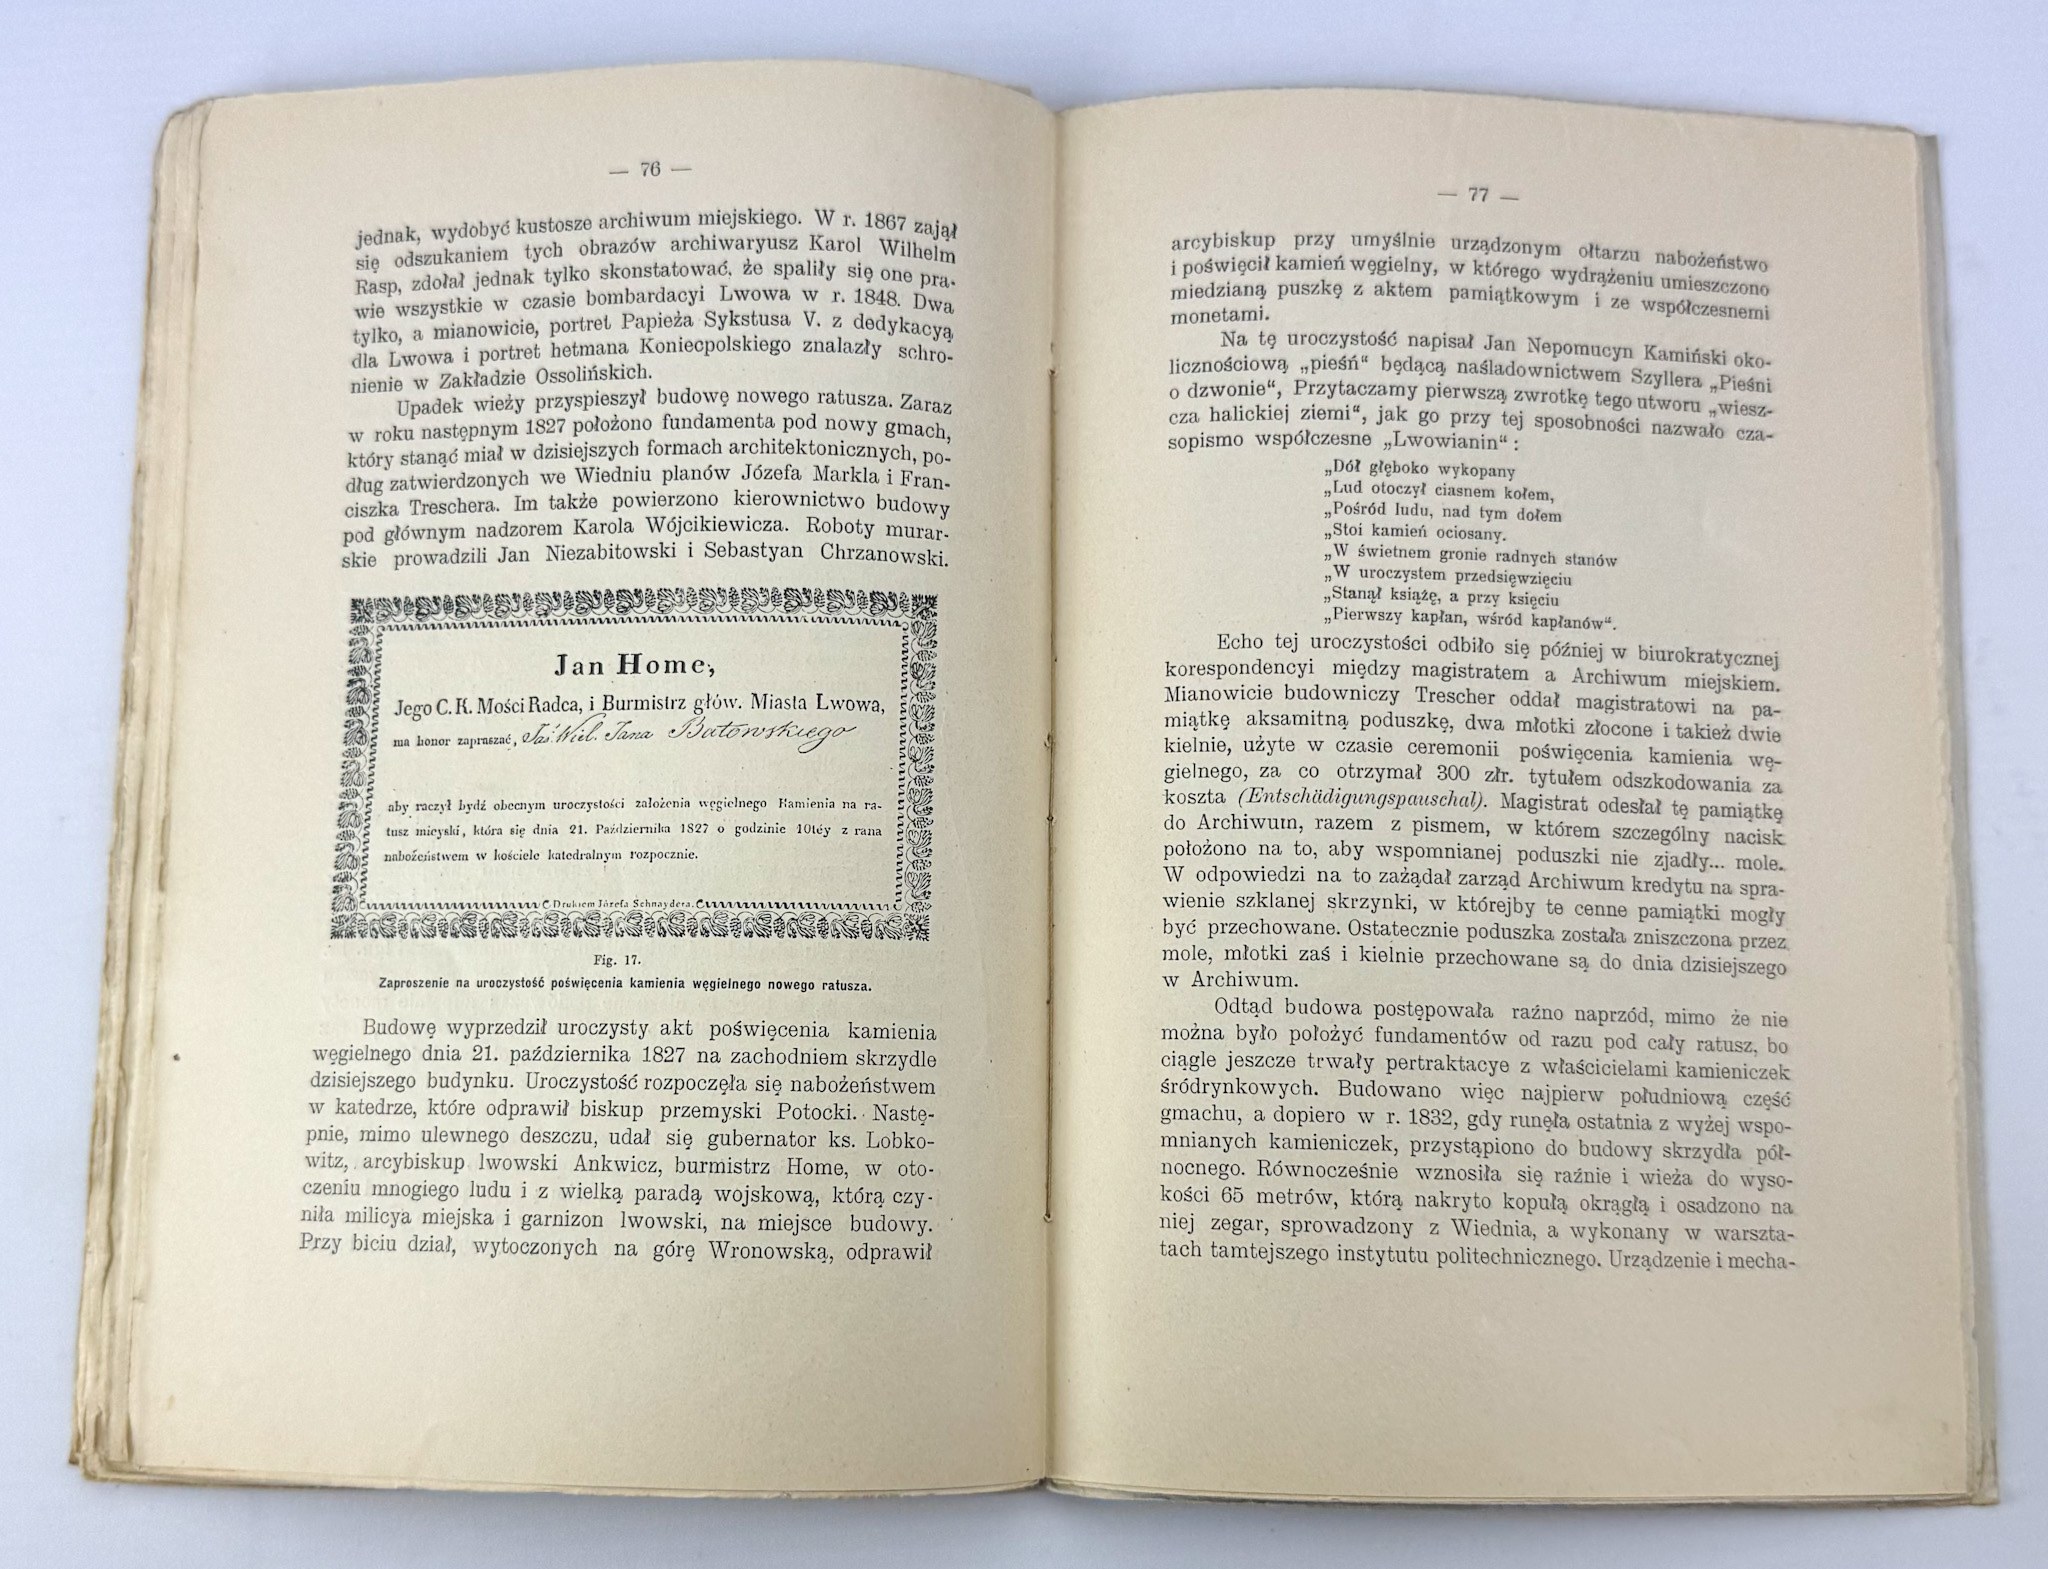 — 76 —
jednak, wydobyć kustosze archiwum miejskiego. W r. 1867 zajął
się odszukaniem tych obrazów archiwaryusz Karol Wilhelm
Rasp, zdołał jednak tylko skonstatować, że spaliły się one pra-
wie wszystkie w czasie bombardacyi Lwowa w r. 1848. Dwa
tylko, a mianowicie, portret Papieża Sykstusa V. z dedykacyą
dla Lwowa i portret hetmana Koniecpolskiego znalazły schro-
nienie w Zakładzie Ossolińskich.
Upadek wieży przyspieszył budowę nowego ratusza. Zaraz
w roku następnym 1827 położono fundamenta pod nowy gmach,
który stanąć miał w dzisiejszych formach architektonicznych, po-
dług zatwierdzonych we Wiedniu planów Józefa Markla i Fran-
ciszka Treschera. Im także powierzono kierownictwo budowy
pod głównym nadzorem Karola Wójcikiewicza. Roboty murar-
skie prowadzili Jan Niezabitowski i Sebastyan Chrzanowski.
Jan Home,
Jego C. K. Mości Radca, i Burmistrz głów. Miasta Lwowa,
ma honor zapraszać, Jaś. Wiel. Jana Batowskiego
aby raczył bydź obecnym uroczystości założenia węgielnego Kamienia na ra-
tusz mieyski, która się dnia 21. Października 1827 o godzinie 10téy z rana
nabożeństwem w kościele katedralnym rozpocznie.
Drukiem Józefa Schnaydera.
Fig. 17.
Zaproszenie na uroczystość poświęcenia kamienia węgielnego nowego ratusza.
Budowę wyprzedził uroczysty akt poświęcenia kamienia
węgielnego dnia 21. października 1827 na zachodniem skrzydle
dzisiejszego budynku. Uroczystość rozpoczęła się nabożeństwem
w katedrze, które odprawił biskup przemyski Potocki. Nastę-
pnie, mimo ulewnego deszczu, udał się gubernator ks. Lobko-
witz, arcybiskup lwowski Ankwicz, burmistrz Home, w oto-
czeniu mnogiego ludu i z wielką paradą wojskową, którą czy-
niła milicya miejska i garnizon lwowski, na miejsce budowy.
Przy biciu dział, wytoczonych na górę Wronowską, odprawił
— 77 —
arcybiskup przy umyślnie urządzonym ołtarzu nabożeństwo
i poświęcił kamień węgielny, w którego wydrążeniu umieszczono
miedzianą puszkę z aktem pamiątkowym i ze współczesnemi
monetami.
Na tę uroczystość napisał Jan Nepomucyn Kamiński oko-
licznościową „pieśń“ będącą naśladownictwem Szyllera „Pieśni
o dzwonie“, Przytaczamy pierwszą zwrotkę tego utworu „wiesz-
cza halickiej ziemi“, jak go przy tej sposobności nazwało cza-
sopismo współczesne „Lwowianin“ :
„Dół głęboko wykopany
„Lud otoczył ciasnem kołem,
„Pośród ludu, nad tym dołem
„Stoi kamień ociosany.
„W świetnem gronie radnych stanów
„W uroczystem przedsięwzięciu
„Stanął książę, a przy księciu
„Pierwszy kapłan, wśród kapłanów“.
Echo tej uroczystości odbiło się później w biurokratycznej
korespondencyi między magistratem a Archiwum miejskiem.
Mianowicie budowniczy Trescher oddał magistratowi na pa-
miątkę aksamitną poduszkę, dwa młotki złocone i takież dwie
kielnie, użyte w czasie ceremonii poświęcenia kamienia wę-
gielnego, za co otrzymał 300 złr. tytułem odszkodowania za
koszta (Entschädigungspauschal). Magistrat odesłał tę pamiątkę
do Archiwum, razem z pismem, w którem szczególny nacisk
położono na to, aby wspomnianej poduszki nie zjadły... mole.
W odpowiedzi na to zażądał zarząd Archiwum kredytu na spra-
wienie szklanej skrzynki, w którejby te cenne pamiątki mogły
być przechowane. Ostatecznie poduszka została zniszczona przez
mole, młotki zaś i kielnie przechowane są do dnia dzisiejszego
w Archiwum.
Odtąd budowa postępowała raźno naprzód, mimo że nie
można było położyć fundamentów od razu pod cały ratusz, bo
ciągle jeszcze trwały pertraktacye z właścicielami kamieniczek
śródrynkowych. Budowano więc najpierw południową część
gmachu, a dopiero w r. 1832, gdy runęła ostatnia z wyżej wspo-
mnianych kamieniczek, przystąpiono do budowy skrzydła pół-
nocnego. Równocześnie wznosiła się raźnie i wieża do wyso-
kości 65 metrów, którą nakryto kopułą okrągłą i osadzono na
niej zegar, sprowadzony z Wiednia, a wykonany w warszta-
tach tamtejszego instytutu politechnicznego. Urządzenie i mecha-